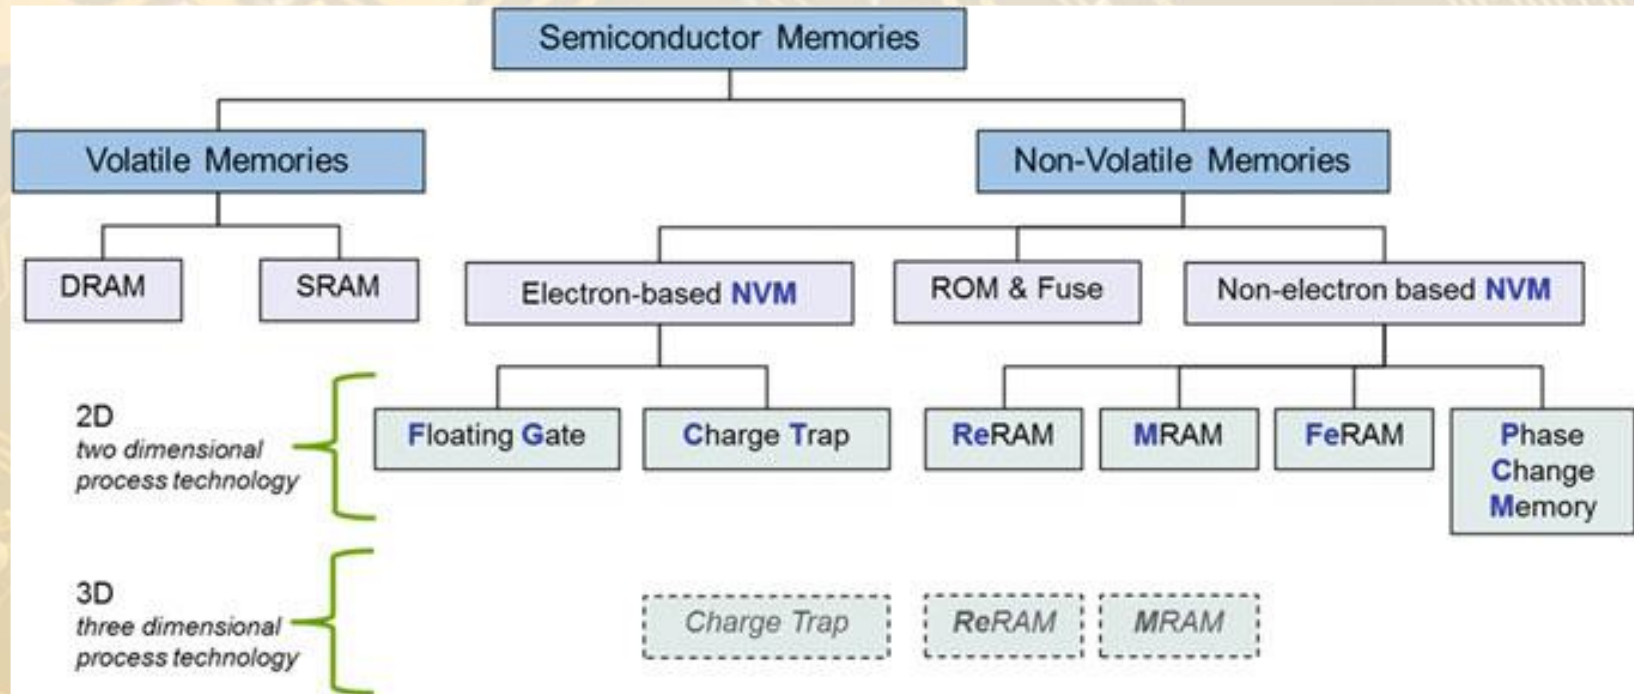 Semiconductor Memories
Volatile Memories
Non-Volatile Memories
DRAM
SRAM
Electron-based NVM
ROM & Fuse
Non-electron based NVM
2D
two dimensional
process technology
Floating Gate
Charge Trap
ReRAM
MRAM
FeRAM
Phase
Change
Memory
3D
three dimensional
process technology
Charge Trap
ReRAM
MRAM